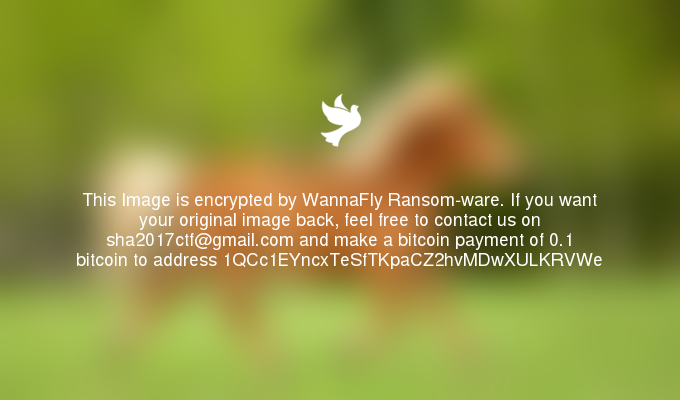 This Image is encrypted by WannaFly Ransom-ware. If you want
your original image back, feel free to contact us on
sha2017ctf@gmail.com and make a bitcoin payment of 0.1
bitcoin to address 1QCc1EYncxTeSfTKpaCZ2hvMDwXULKRVWe